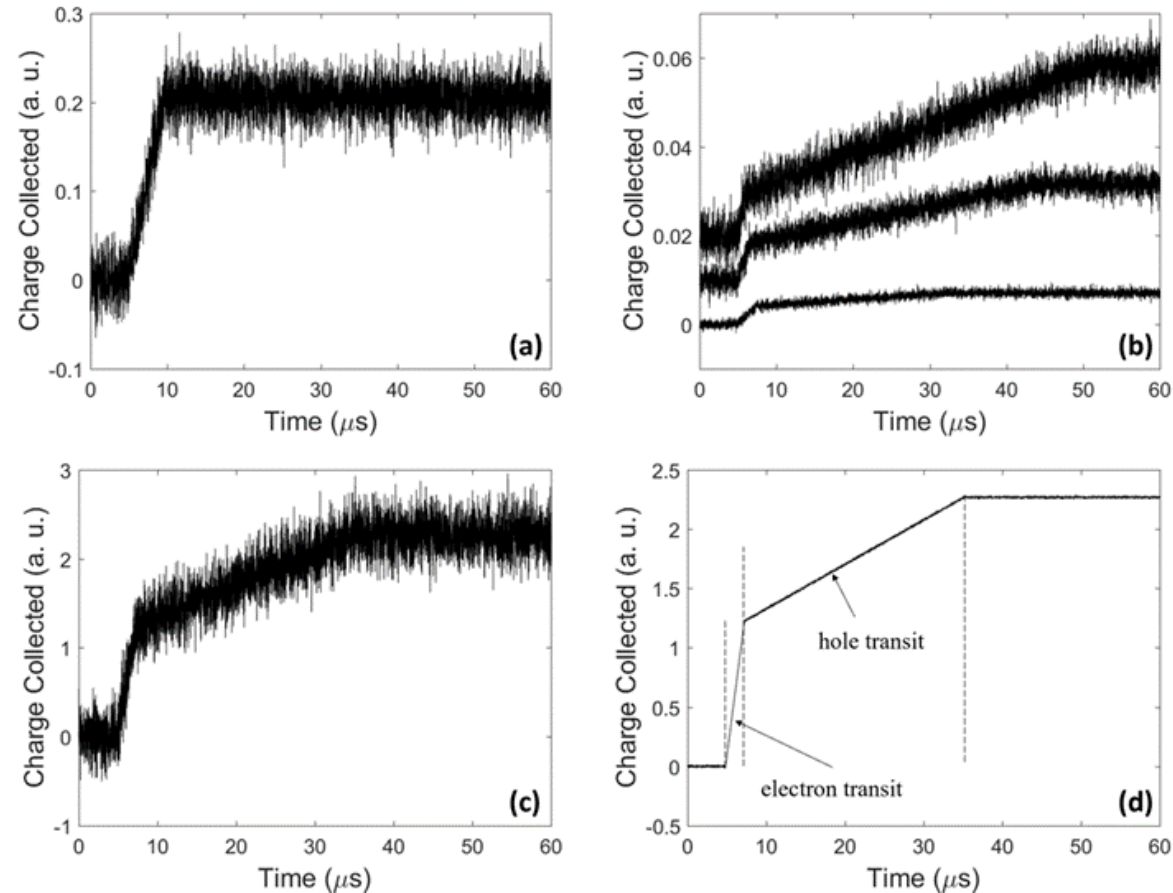 0.3
0.2
0.1
0
-0.1
Charge Collected (a. u.)
0 10 20 30 40 50 60
Time (μs)
(a)
0.06
0.04
0.02
0
Charge Collected (a. u.)
0 10 20 30 40 50 60
Time (μs)
(b)
3
2
1
0
-1
Charge Collected (a. u.)
0 10 20 30 40 50 60
Time (μs)
(c)
2.5
2
1.5
1
0.5
0
-0.5
Charge Collected (a. u.)
hole transit
electron transit
0 10 20 30 40 50 60
Time (μs)
(d)